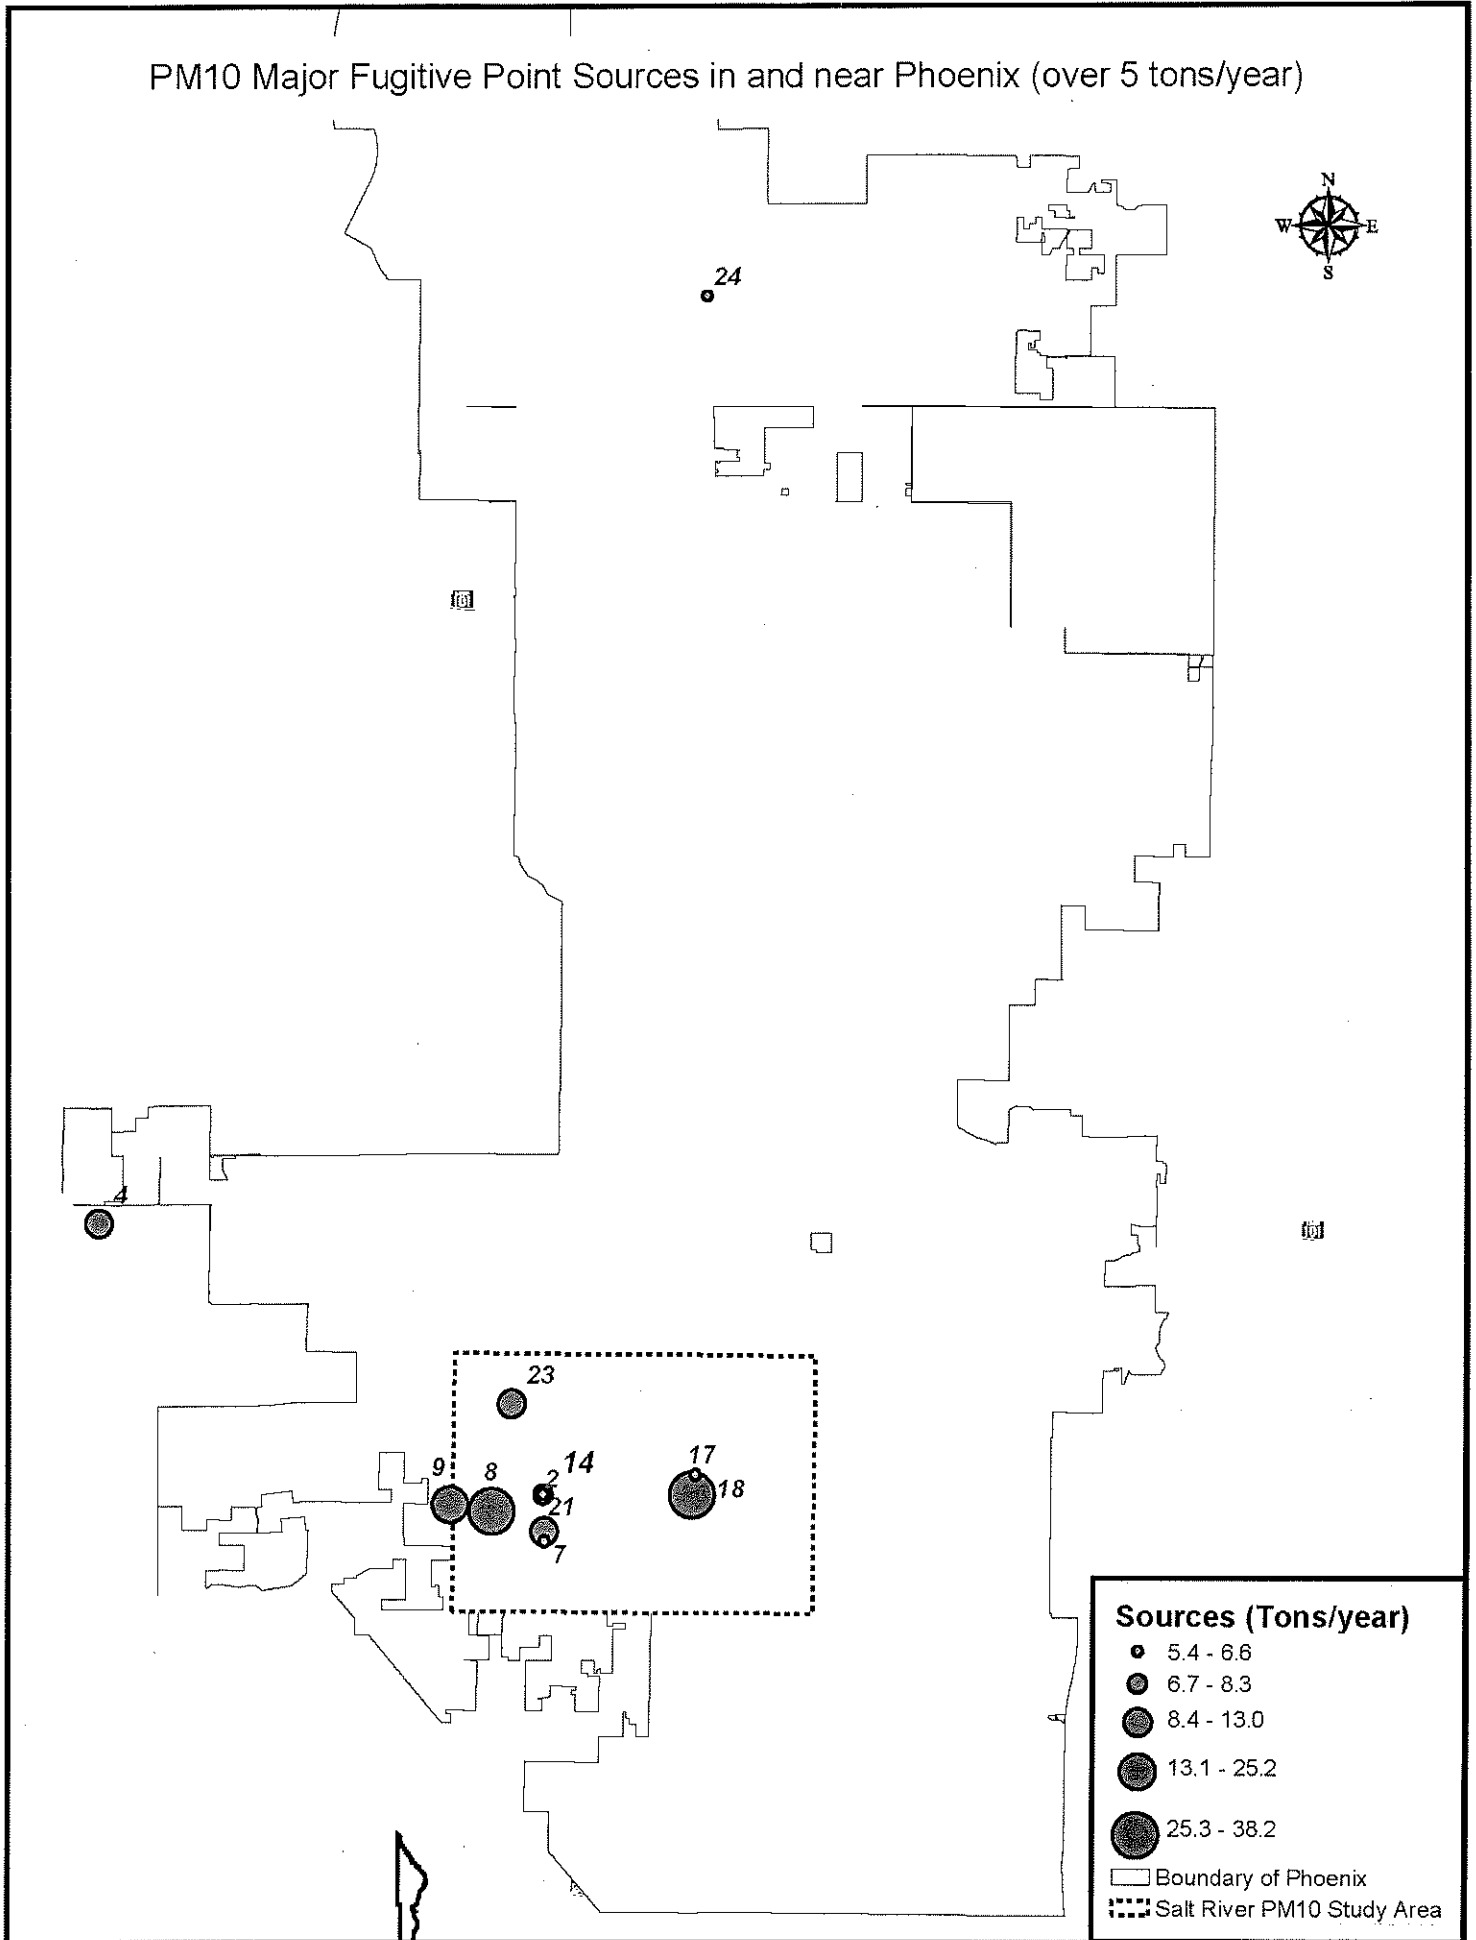 PM10 Major Fugitive Point Sources in and near Phoenix (over 5 tons/year)
N
W E
S
24
4
23
9 8 2 14 17
18
21
7
Sources (Tons/year)
5.4 - 6.6
6.7 - 8.3
8.4 - 13.0
13.1 - 25.2
25.3 - 38.2
Boundary of Phoenix
Salt River PM10 Study Area